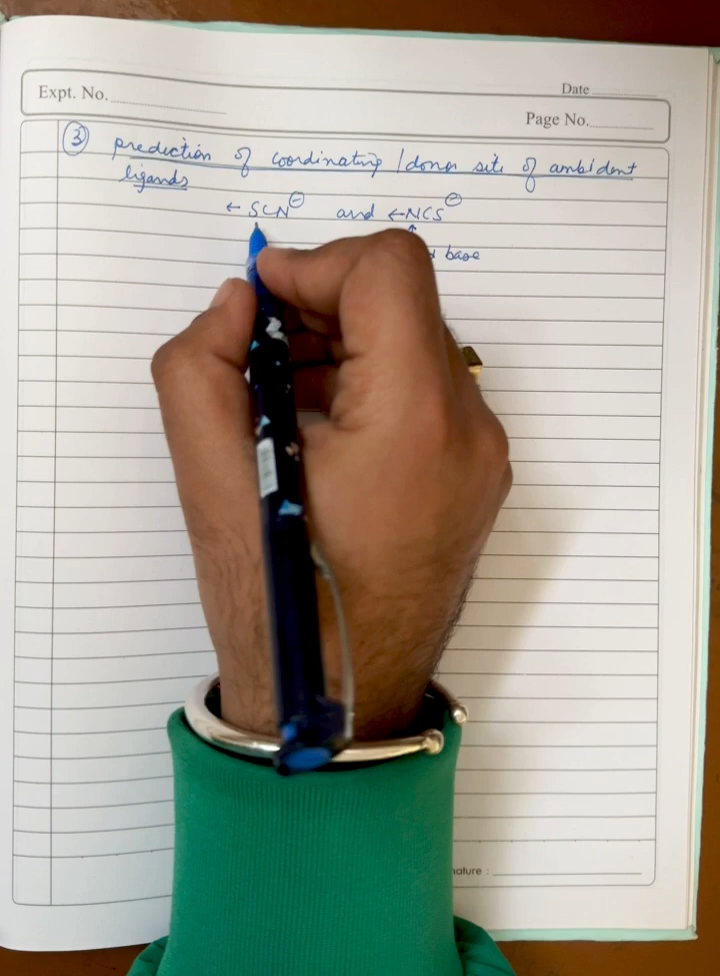 Expt. No.
Date
Page No.
③ prediction of coordinating / donor site of ambident
ligands
← SCN⊖ and ← NCS⊖
↑
base
nature :